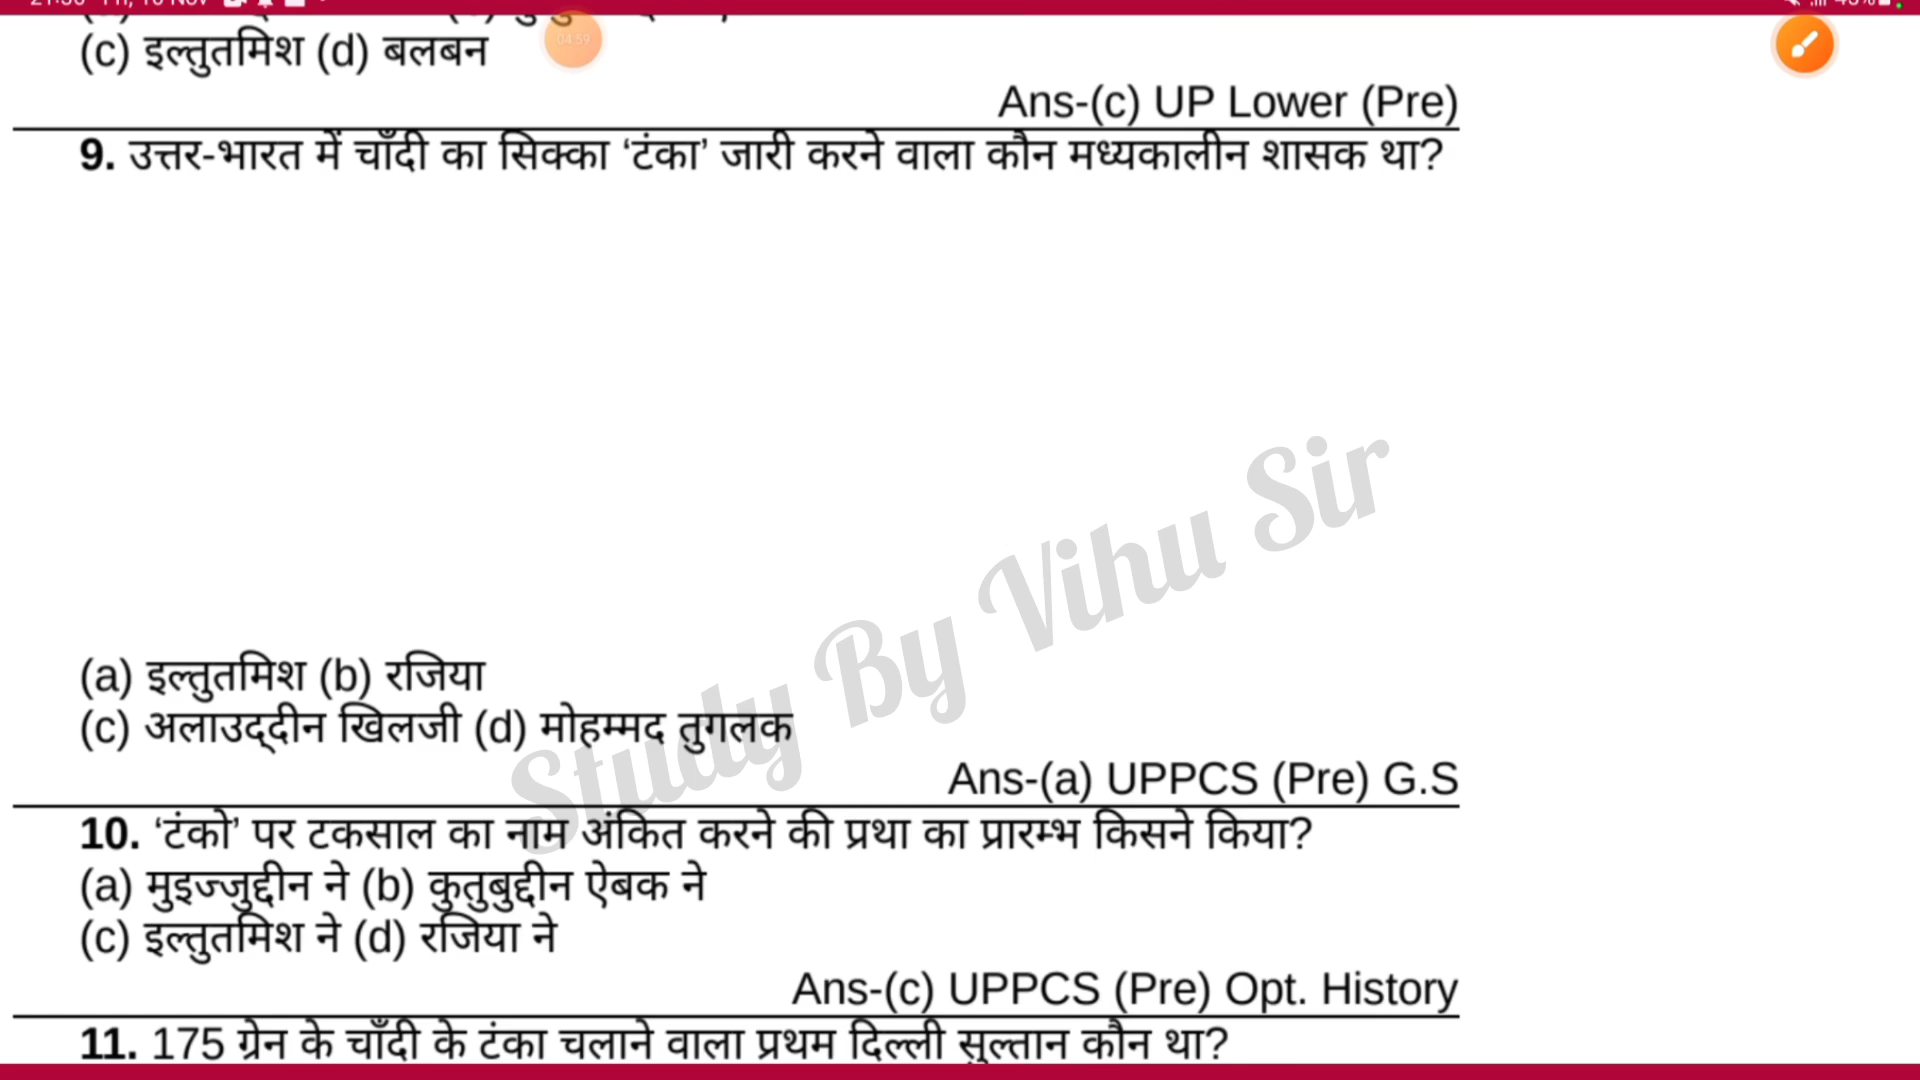 (c) इल्तुतमिश (d) बलबन
04:59
Ans-(c) UP Lower (Pre)
9. उत्तर-भारत में चाँदी का सिक्का ‘टंका’ जारी करने वाला कौन मध्यकालीन शासक था?
Study By Vihu Sir
(a) इल्तुतमिश (b) रजिया
(c) अलाउद्दीन खिलजी (d) मोहम्मद तुगलक
Ans-(a) UPPCS (Pre) G.S
10. ‘टंको’ पर टकसाल का नाम अंकित करने की प्रथा का प्रारम्भ किसने किया?
(a) मुइज्जुद्दीन ने (b) कुतुबुद्दीन ऐबक ने
(c) इल्तुतमिश ने (d) रजिया ने
Ans-(c) UPPCS (Pre) Opt. History
11. 175 ग्रेन के चाँदी के टंका चलाने वाला प्रथम दिल्ली सुल्तान कौन था?